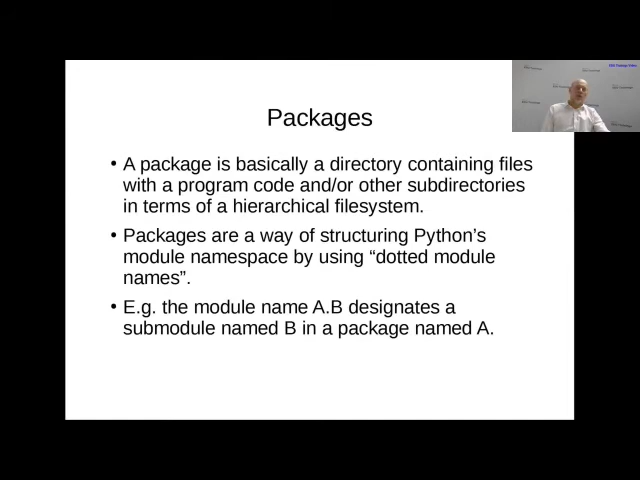 Packages
• A package is basically a directory containing files
with a program code and/or other subdirectories
in terms of a hierarchical filesystem.
• Packages are a way of structuring Python’s
module namespace by using “dotted module
names”.
• E.g. the module name A.B designates a
submodule named B in a package named A.